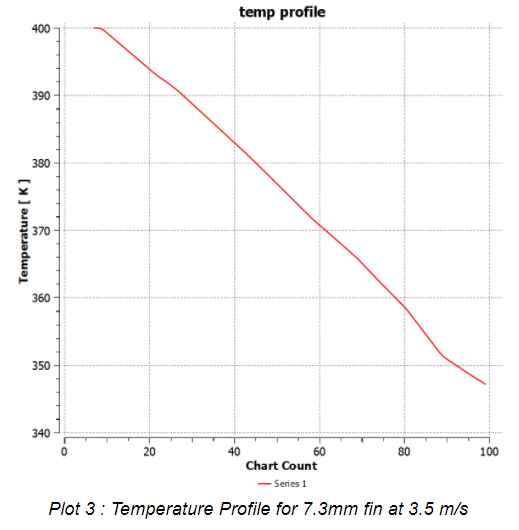 temp profile
400
390
380
370
360
350
340
Temperature [ K ]
0 20 40 60 80 100
Chart Count
Series 1
Plot 3 : Temperature Profile for 7.3mm fin at 3.5 m/s